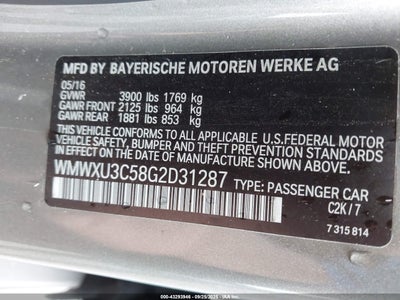 MFD BY BAYERISCHE MOTOREN WERKE AG
05/16
GVWR 3900 lbs 1769 kg
GAWR FRONT 2125 lbs 964 kg
GAWR REAR 1881 lbs 853 kg
THIS VEHICLE CONFORMS TO ALL APPLICABLE U.S.FEDERAL MOTOR
VEHICLE SAFETY, BUMPER, AND THEFT PREVENTION STANDARDS
IN EFFECT ON THE DATE OF MANUFACTURE SHOWN ABOVE.
WMWXU3C58G2D31287 TYPE: PASSENGER CAR
C2K / 7
7 315 814
00-43293946 - 09/25/2025 - IAAI